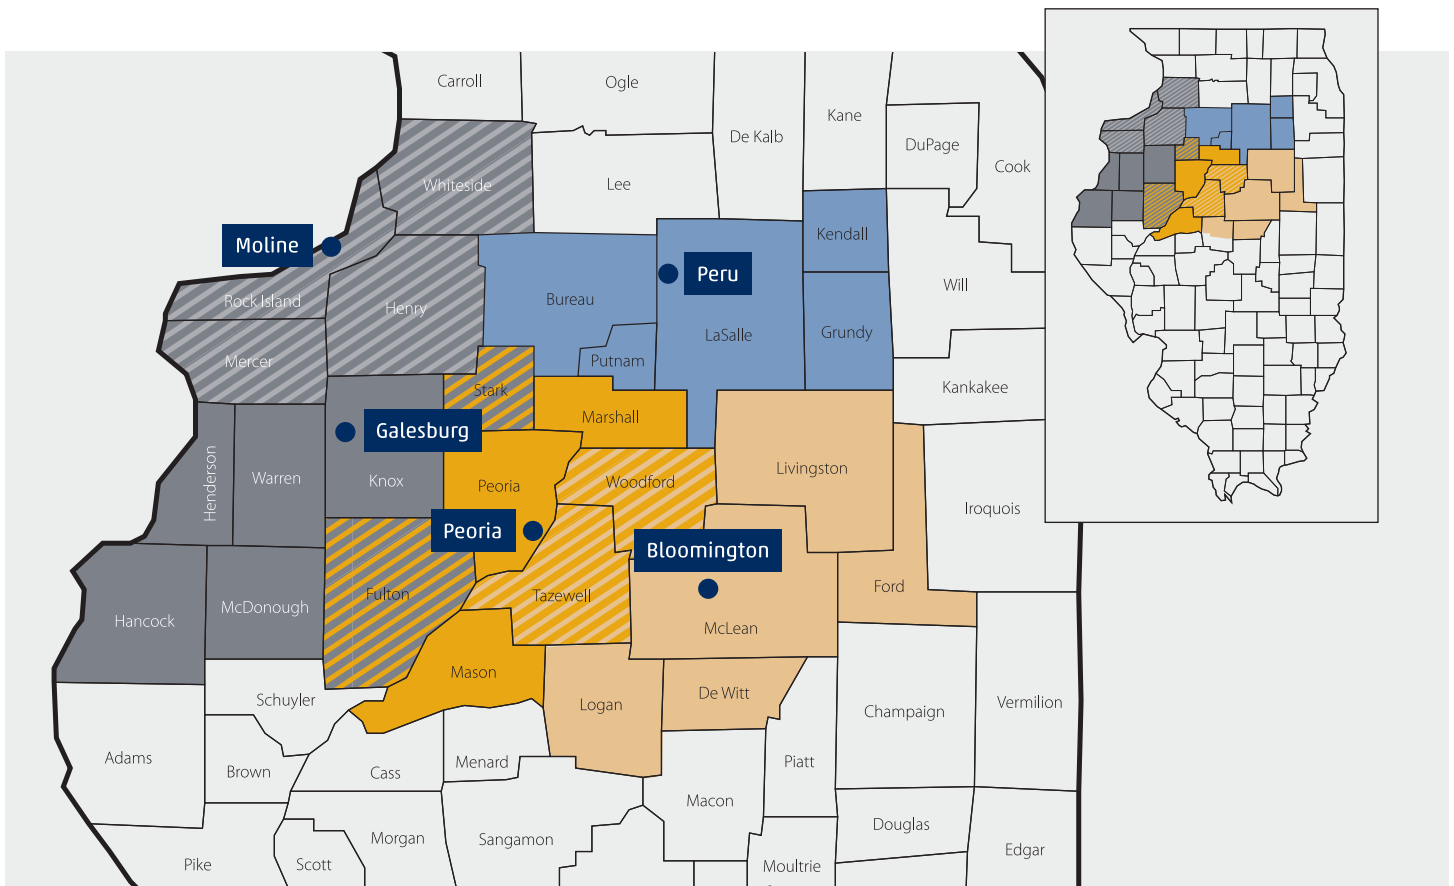 Carroll
Ogle
De Kalb
Kane
DuPage
Cook
Whiteside
Lee
Kendall
Moline
Peru
Will
Rock Island
Henry
Bureau
LaSalle
Grundy
Mercer
Putnam
Stark
Kankakee
Marshall
Galesburg
Henderson
Warren
Knox
Peoria
Woodford
Livingston
Iroquois
Peoria
Bloomington
Hancock
McDonough
Fulton
Tazewell
McLean
Ford
Schuyler
Mason
Logan
De Witt
Champaign
Vermilion
Adams
Brown
Cass
Menard
Piatt
Macon
Pike
Scott
Morgan
Sangamon
Moultrie
Douglas
Edgar